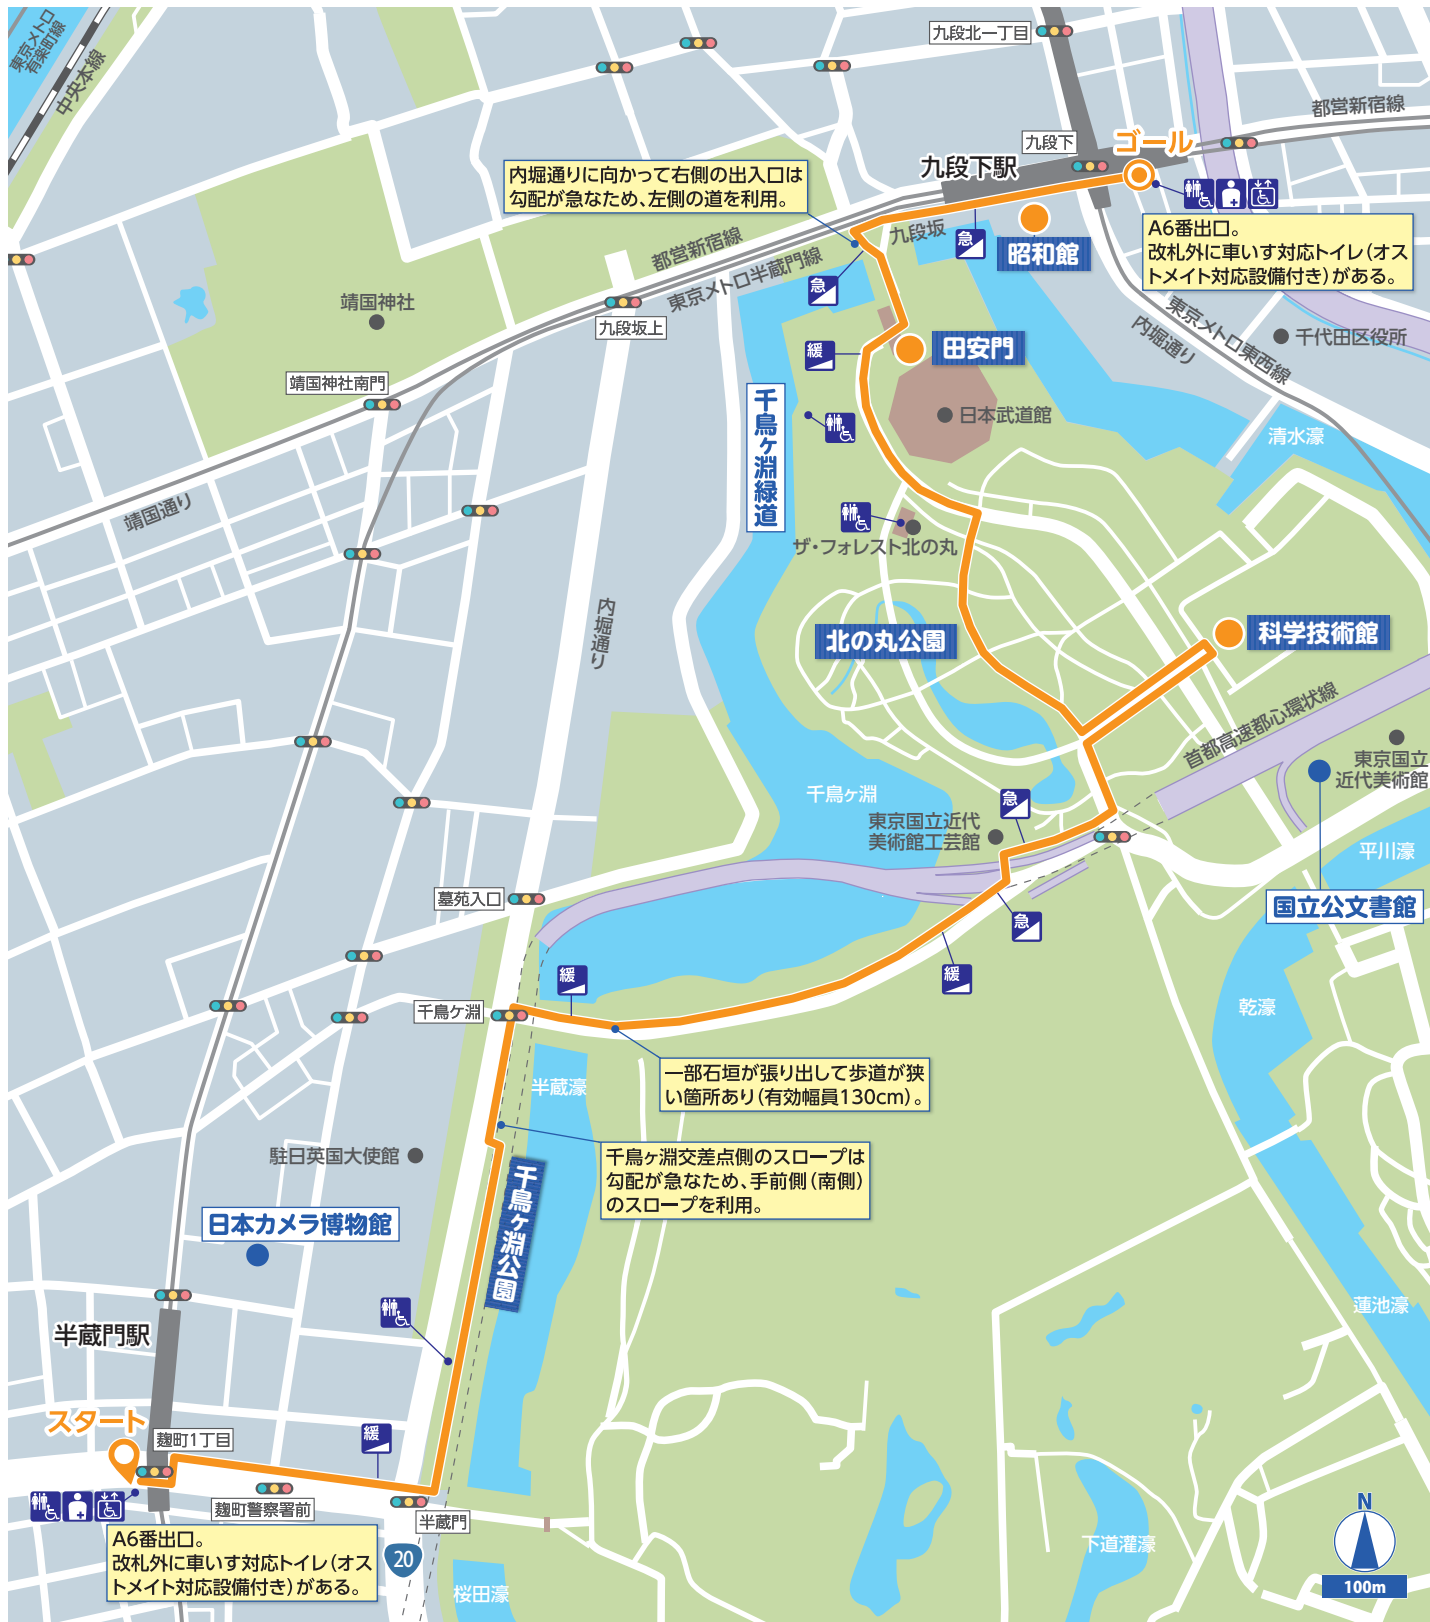 東京メトロ
有楽町線
中央本線
九段北一丁目
都営新宿線
九段下
ゴール
九段下駅
内堀通りに向かって右側の出入口は
勾配が急なため、左側の道を利用。
急
九段坂
昭和館
A6番出口。
改札外に車いす対応トイレ（オス
トメイト対応設備付き）がある。
都営新宿線
東京メトロ半蔵門線
急
靖国神社
九段坂上
東京メトロ東西線
内堀通り
千代田区役所
緩
田安門
靖国神社南門
千鳥ヶ淵緑道
日本武道館
清水濠
靖国通り
ザ・フォレスト北の丸
内堀通り
北の丸公園
科学技術館
首都高速都心環状線
東京国立
近代美術館
千鳥ヶ淵
急
東京国立近代
美術館工芸館
平川濠
墓苑入口
国立公文書館
急
緩
緩
千鳥ケ淵
乾濠
一部石垣が張り出して歩道が狭
い箇所あり（有効幅員130cm）。
半蔵濠
千鳥ヶ淵交差点側のスロープは
勾配が急なため、手前側（南側）
のスロープを利用。
駐日英国大使館
千鳥ヶ淵公園
日本カメラ博物館
蓮池濠
半蔵門駅
スタート
麹町1丁目
緩
麹町警察署前
半蔵門
A6番出口。
改札外に車いす対応トイレ（オス
トメイト対応設備付き）がある。
20
桜田濠
下道灌濠
N
100m